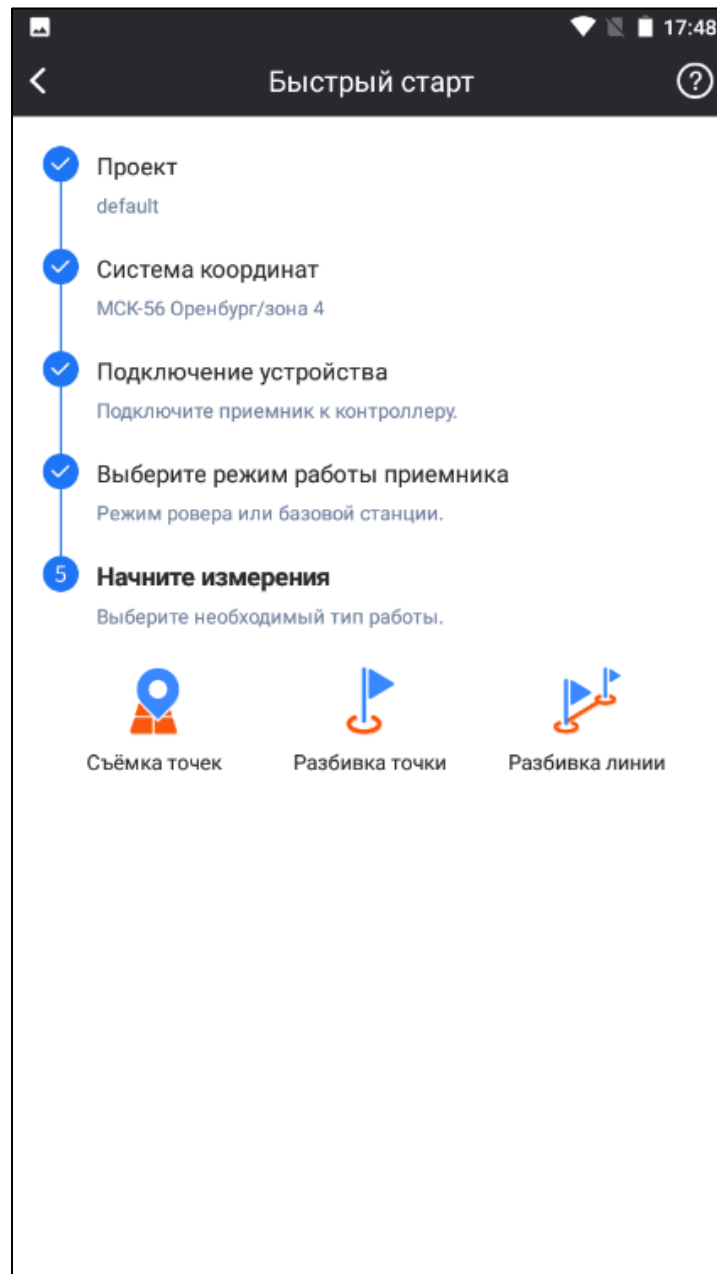 17:48
Быстрый старт
Проект
default
Система координат
МСК-56 Оренбург/зона 4
Подключение устройства
Подключите приемник к контроллеру.
Выберите режим работы приемника
Режим ровера или базовой станции.
5 Начните измерения
Выберите необходимый тип работы.
Съёмка точек Разбивка точки Разбивка линии